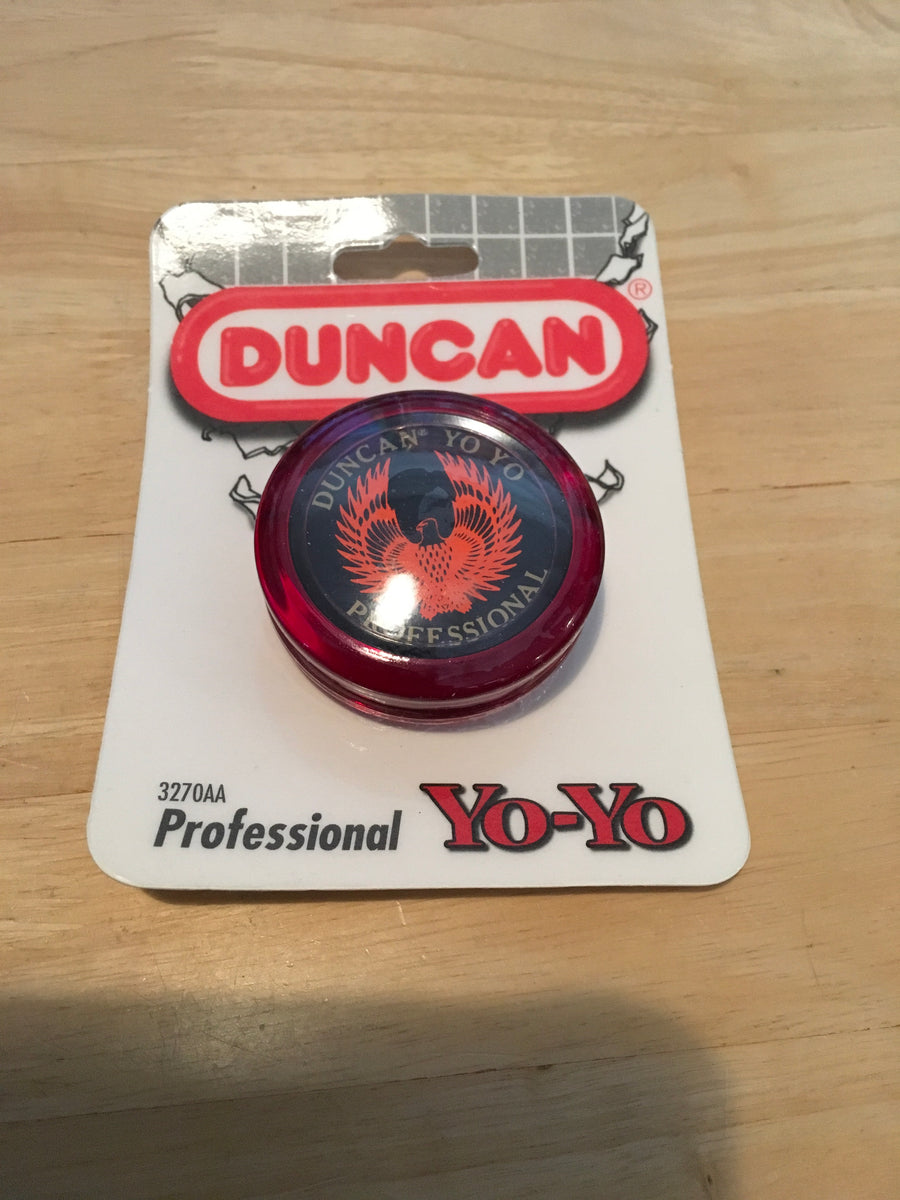 DUNCAN®
DUNCAN® YO YO
PROFESSIONAL
3270AA
Professional Yo-Yo